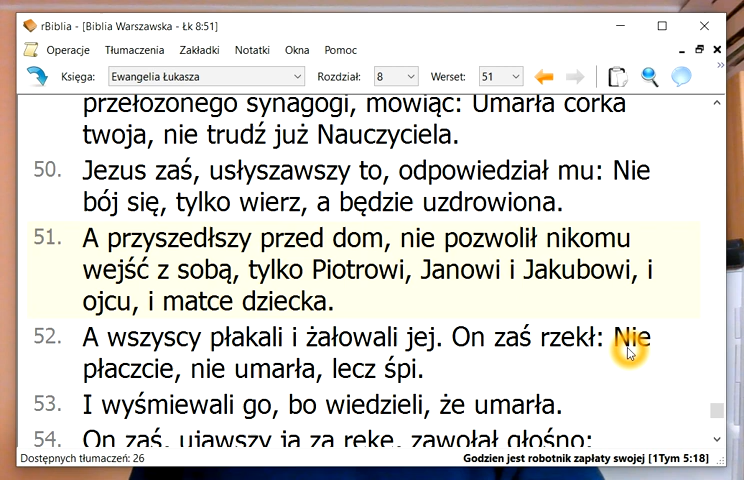 rBiblia - [Biblia Warszawska - Łk 8:51]
Operacje Tłumaczenia Zakładki Notatki Okna Pomoc
Księga: Ewangelia Łukasza Rozdział: 8 Werset: 51
przełożonego synagogi, mówiąc: Umarła córka
twoja, nie trudź już Nauczyciela.
50. Jezus zaś, usłyszawszy to, odpowiedział mu: Nie
bój się, tylko wierz, a będzie uzdrowiona.
51. A przyszedłszy przed dom, nie pozwolił nikomu
wejść z sobą, tylko Piotrowi, Janowi i Jakubowi, i
ojcu, i matce dziecka.
52. A wszyscy płakali i żałowali jej. On zaś rzekł: Nie
płaczcie, nie umarła, lecz śpi.
53. I wyśmiewali go, bo wiedzieli, że umarła.
54. On zaś, ująwszy ją za rękę, zawołał głośno:
Dostępnych tłumaczeń: 26 Godzien jest robotnik zapłaty swojej [1Tym 5:18]